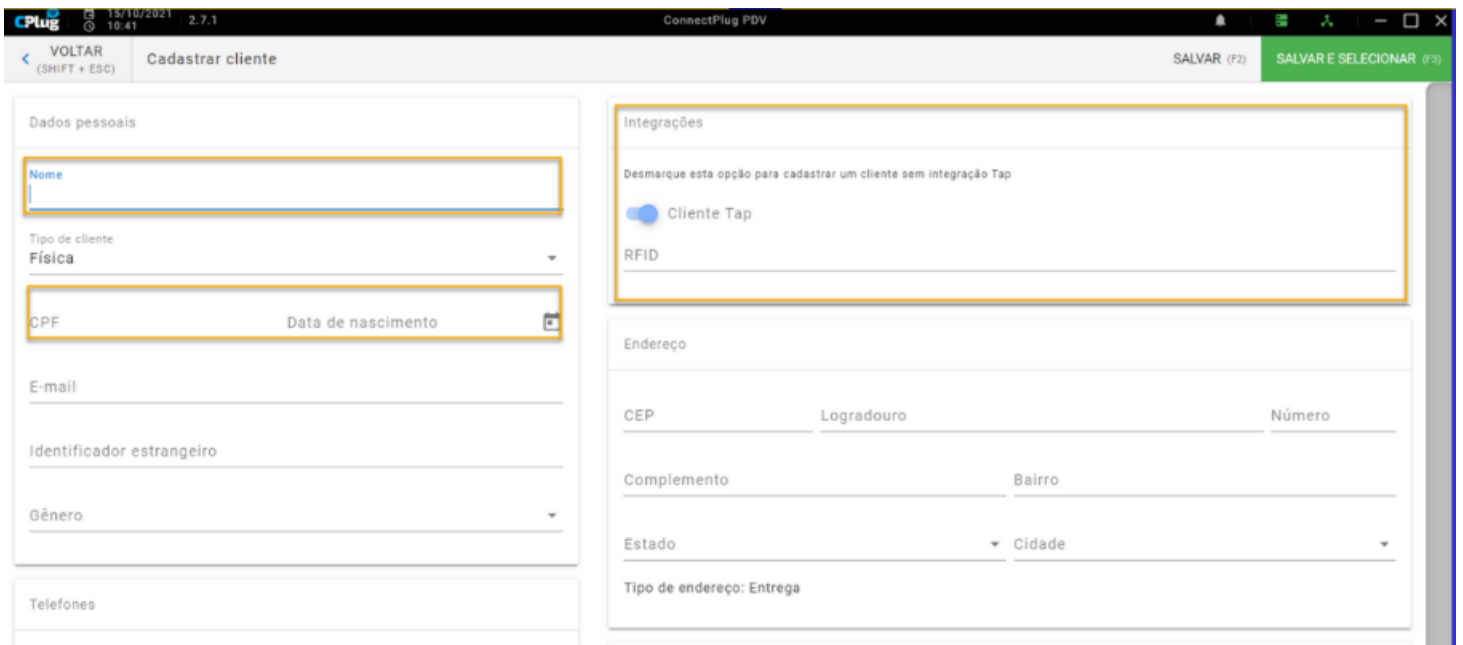 CPlug 15/10/2021 10:41 2.7.1 ConnectPlug PDV
VOLTAR (SHIFT + ESC) Cadastrar cliente SALVAR (F2) SALVAR E SELECIONAR (F3)
Dados pessoais
Nome
Tipo de cliente
Física
CPF Data de nascimento
E-mail
Identificador estrangeiro
Gênero
Telefones
Integrações
Desmarque esta opção para cadastrar um cliente sem integração Tap
Cliente Tap
RFID
Endereço
CEP Logradouro Número
Complemento Bairro
Estado Cidade
Tipo de endereço: Entrega